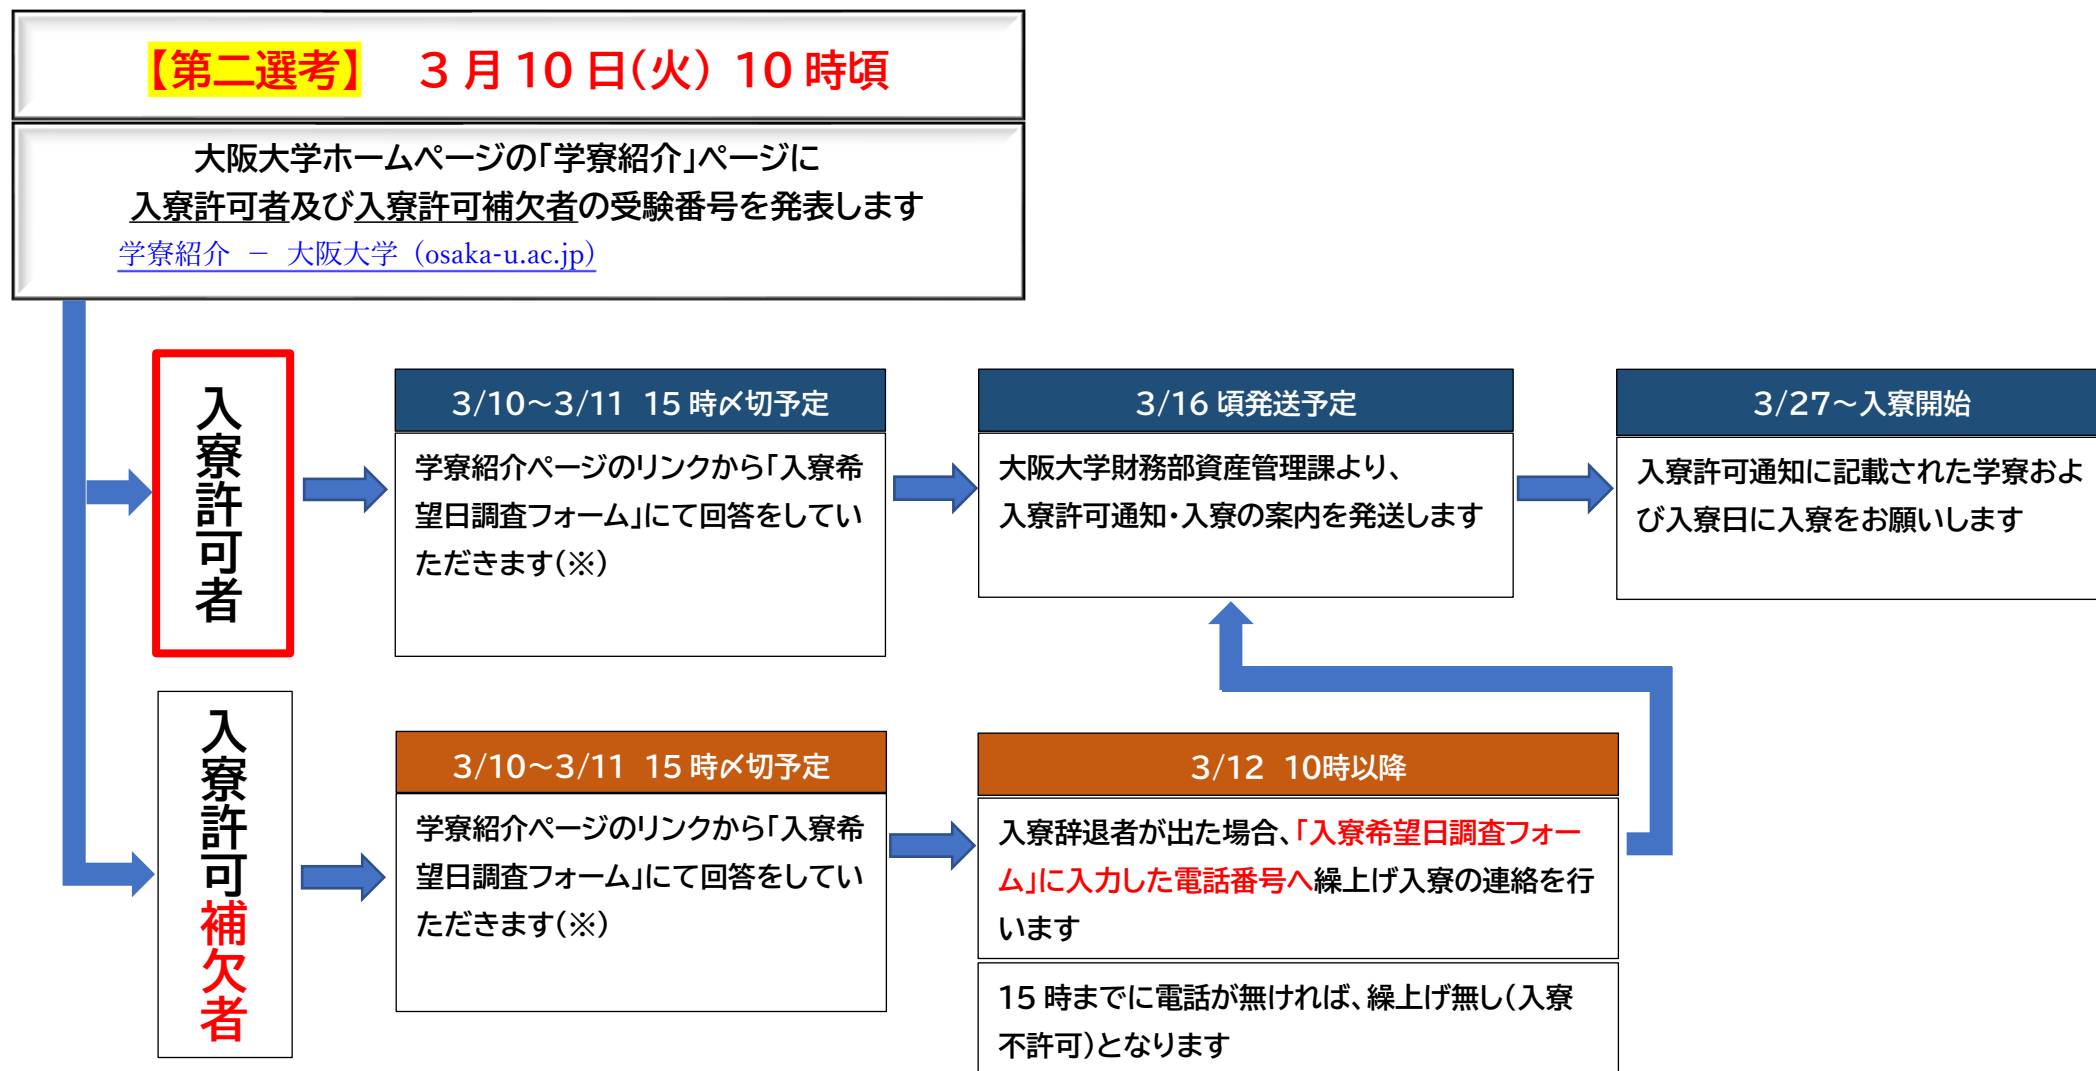 【第二選考】 3月10日(火) 10時頃
大阪大学ホームページの「学寮紹介」ページに
入寮許可者及び入寮許可補欠者の受験番号を発表します
学寮紹介 － 大阪大学 (osaka-u.ac.jp)
入寮許可者
3/10～3/11 15時〆切予定
学寮紹介ページのリンクから「入寮希
望日調査フォーム」にて回答をしてい
ただきます(※)
3/16頃発送予定
大阪大学財務部資産管理課より、
入寮許可通知・入寮の案内を発送します
3/27～入寮開始
入寮許可通知に記載された学寮およ
び入寮日に入寮をお願いします
入寮許可補欠者
3/10～3/11 15時〆切予定
学寮紹介ページのリンクから「入寮希
望日調査フォーム」にて回答をしてい
ただきます(※)
3/12 10時以降
入寮辞退者が出た場合、「入寮希望日調査フォー
ム」に入力した電話番号へ繰上げ入寮の連絡を行
います
15時までに電話が無ければ、繰上げ無し(入寮
不許可)となります